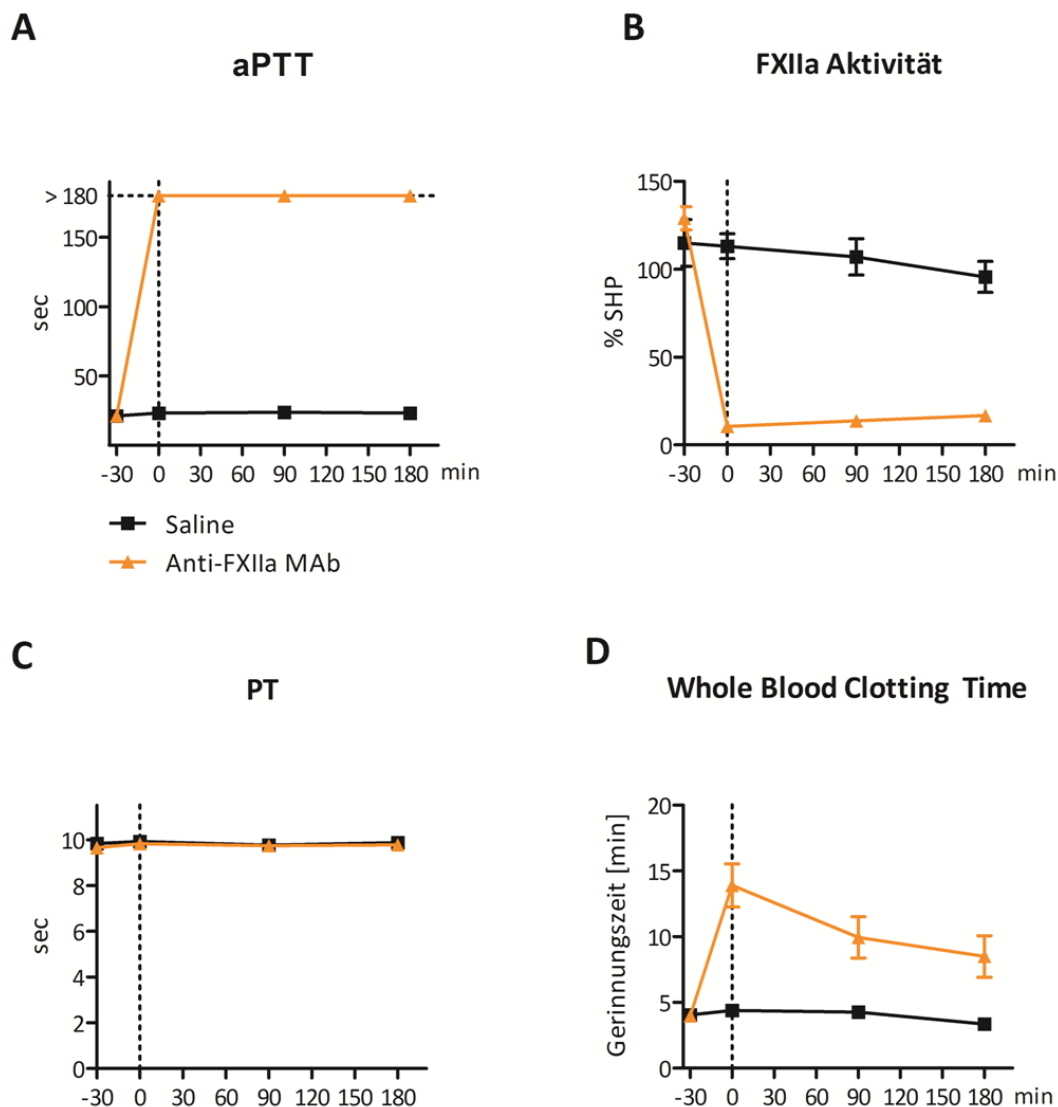 A
aPTT
> 180
150
100
50
sec
-30 0 30 60 90 120 150 180 min
Saline
Anti-FXIIa MAb
B
FXIIa Aktivität
150
100
50
0
% SHP
-30 0 30 60 90 120 150 180 min
C
PT
10
8
6
4
2
0
sec
-30 0 30 60 90 120 150 180
D
Whole Blood Clotting Time
20
15
10
5
0
Gerinnungszeit [min]
-30 0 30 60 90 120 150 180 min